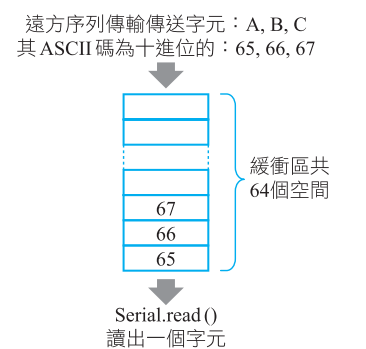 遠方序列傳輸傳送字元：A, B, C
其 ASCII 碼為十進位的：65, 66, 67
緩衝區共
64個空間
67
66
65
Serial.read ()
讀出一個字元